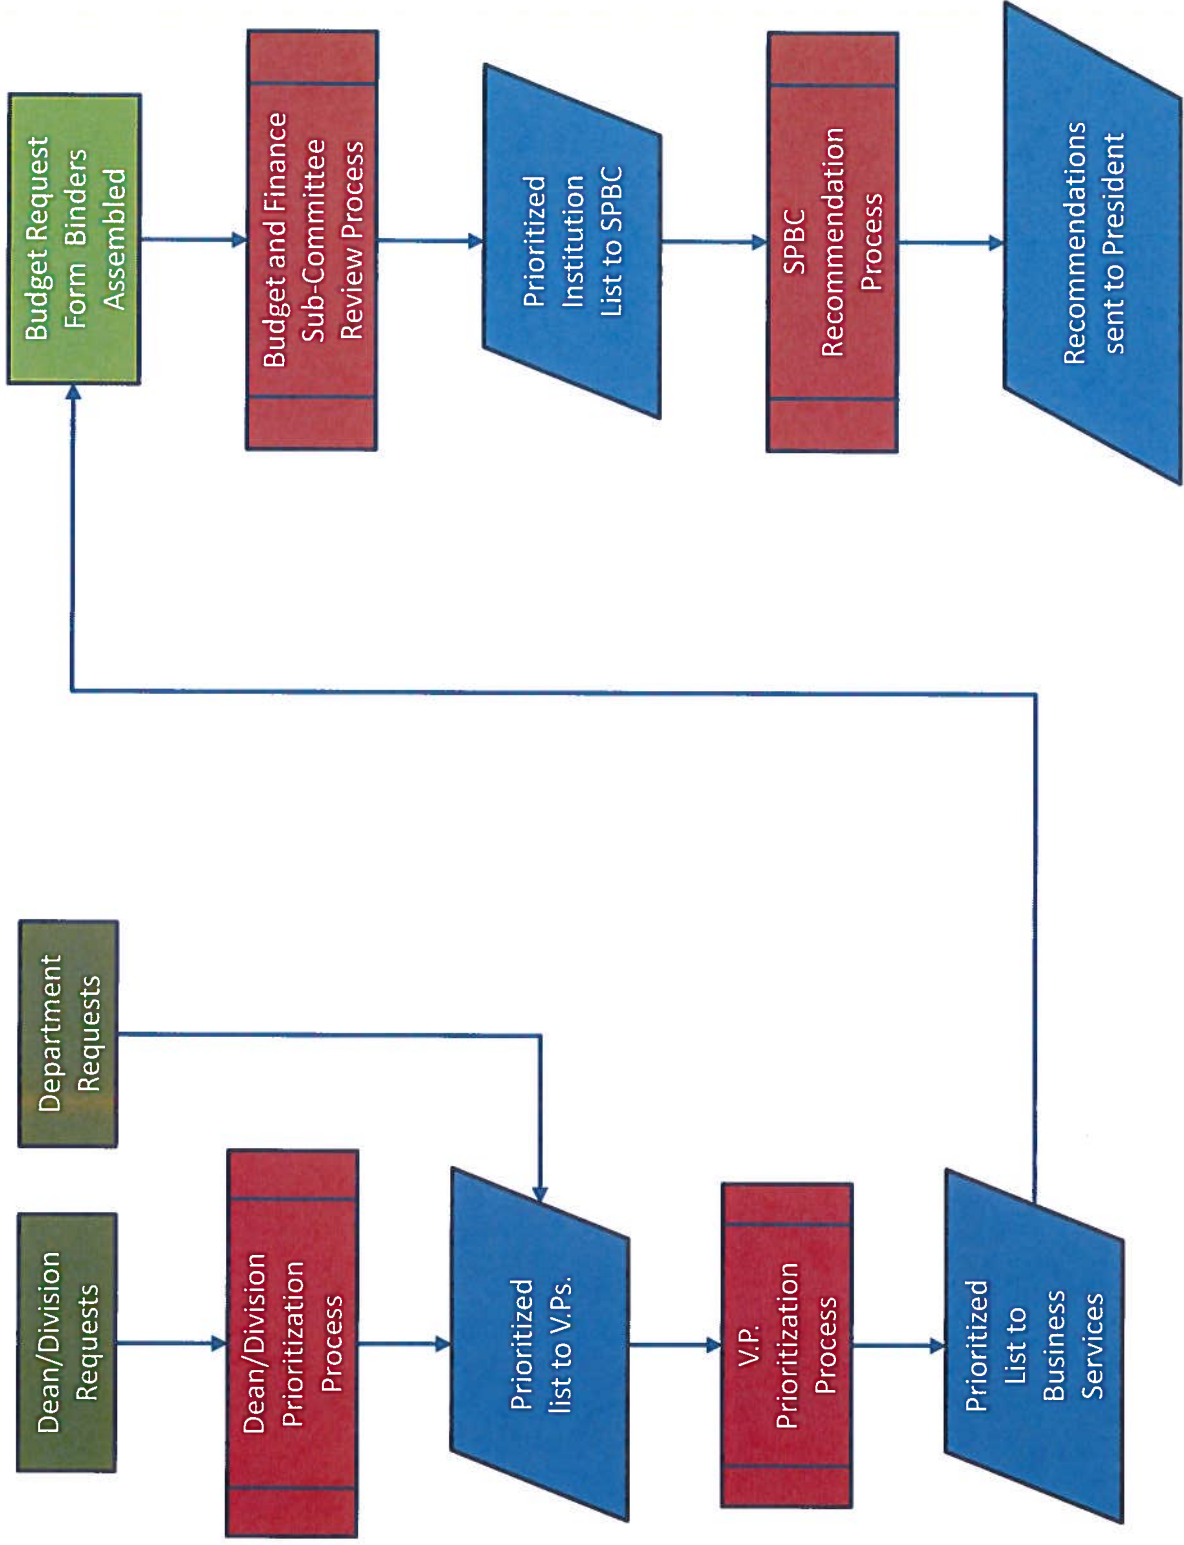 Dean/Division
Requests
Department
Requests
Dean/Division
Prioritization
Process
Prioritized
list to V.Ps.
V.P.
Prioritization
Process
Prioritized
List to
Business
Services
Budget Request
Form Binders
Assembled
Budget and Finance
Sub-Committee
Review Process
Prioritized
Institution
List to SPBC
SPBC
Recommendation
Process
Recommendations
sent to President